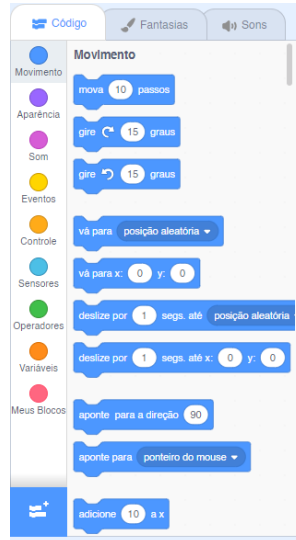 Código Fantasias Sons
Movimento
Aparência
Som
Eventos
Controle
Sensores
Operadores
Variáveis
Meus Blocos
Movimento
mova 10 passos
gire 15 graus
gire 15 graus
vá para posição aleatória
vá para x: 0 y: 0
deslize por 1 segs. até posição aleatória
deslize por 1 segs. até x: 0 y: 0
aponte para a direção 90
aponte para ponteiro do mouse
adicione 10 a x